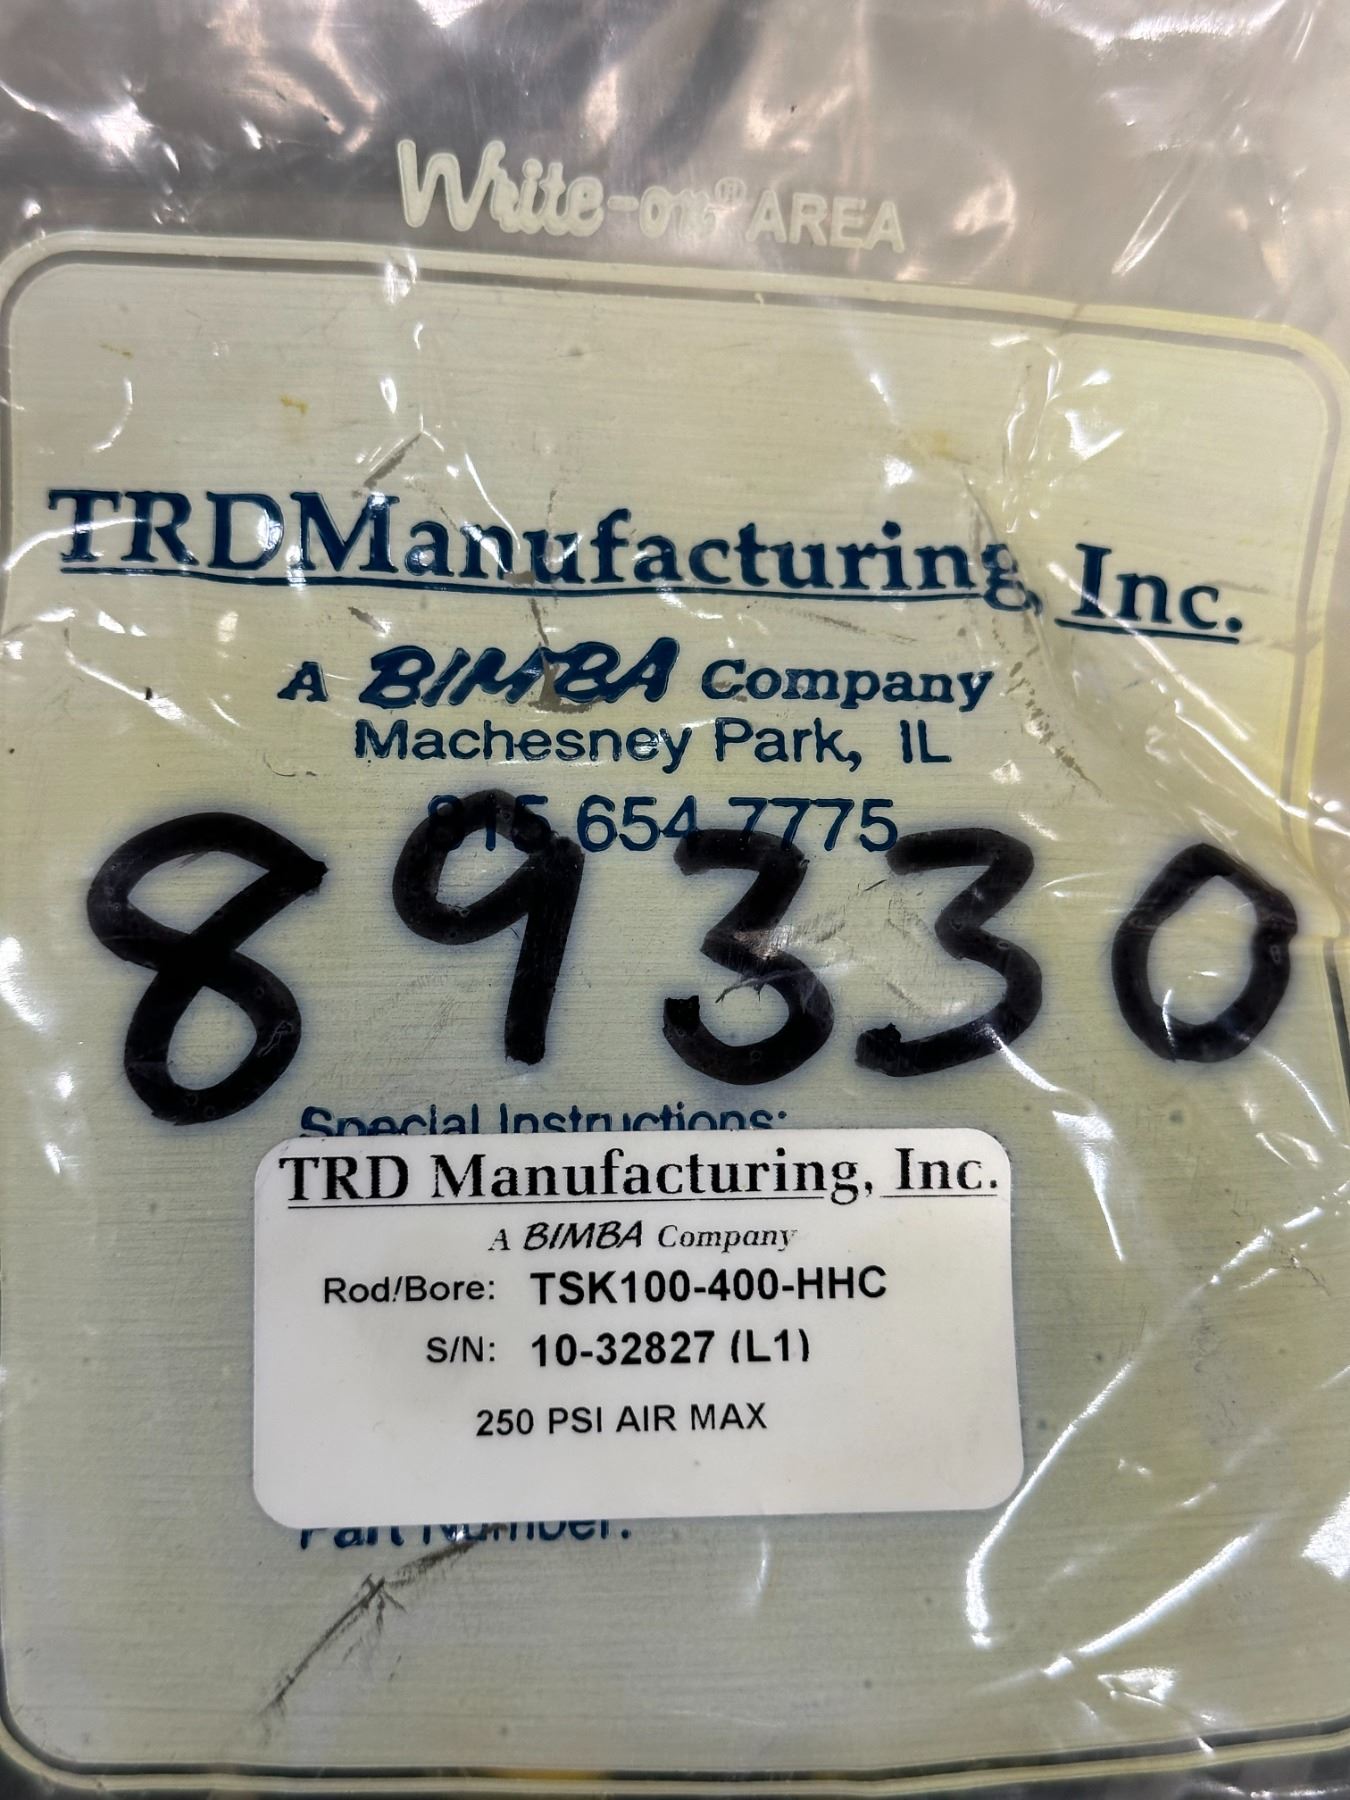 Write-on® AREA
TRDManufacturing, Inc.
A BIMBA Company
Machesney Park, IL
815 654 7775
89330
Special Instructions:
TRD Manufacturing, Inc.
A BIMBA Company
Rod/Bore: TSK100-400-HHC
S/N: 10-32827 (L1)
250 PSI AIR MAX
Part Number: